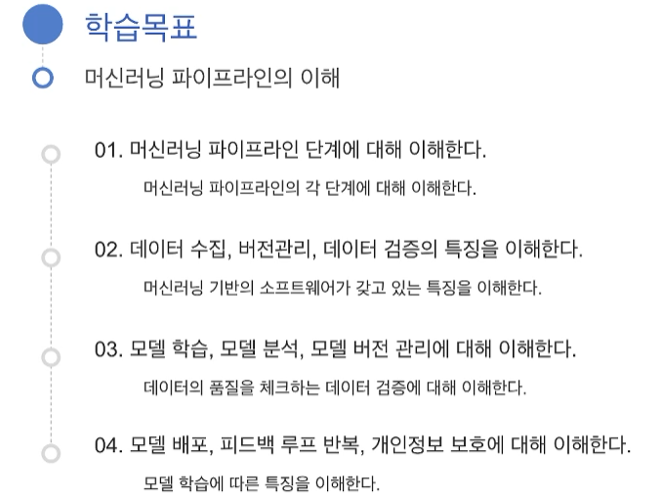 학습목표
머신러닝 파이프라인의 이해
01. 머신러닝 파이프라인 단계에 대해 이해한다.
머신러닝 파이프라인의 각 단계에 대해 이해한다.
02. 데이터 수집, 버전관리, 데이터 검증의 특징을 이해한다.
머신러닝 기반의 소프트웨어가 갖고 있는 특징을 이해한다.
03. 모델 학습, 모델 분석, 모델 버전 관리에 대해 이해한다.
데이터의 품질을 체크하는 데이터 검증에 대해 이해한다.
04. 모델 배포, 피드백 루프 반복, 개인정보 보호에 대해 이해한다.
모델 학습에 따른 특징을 이해한다.